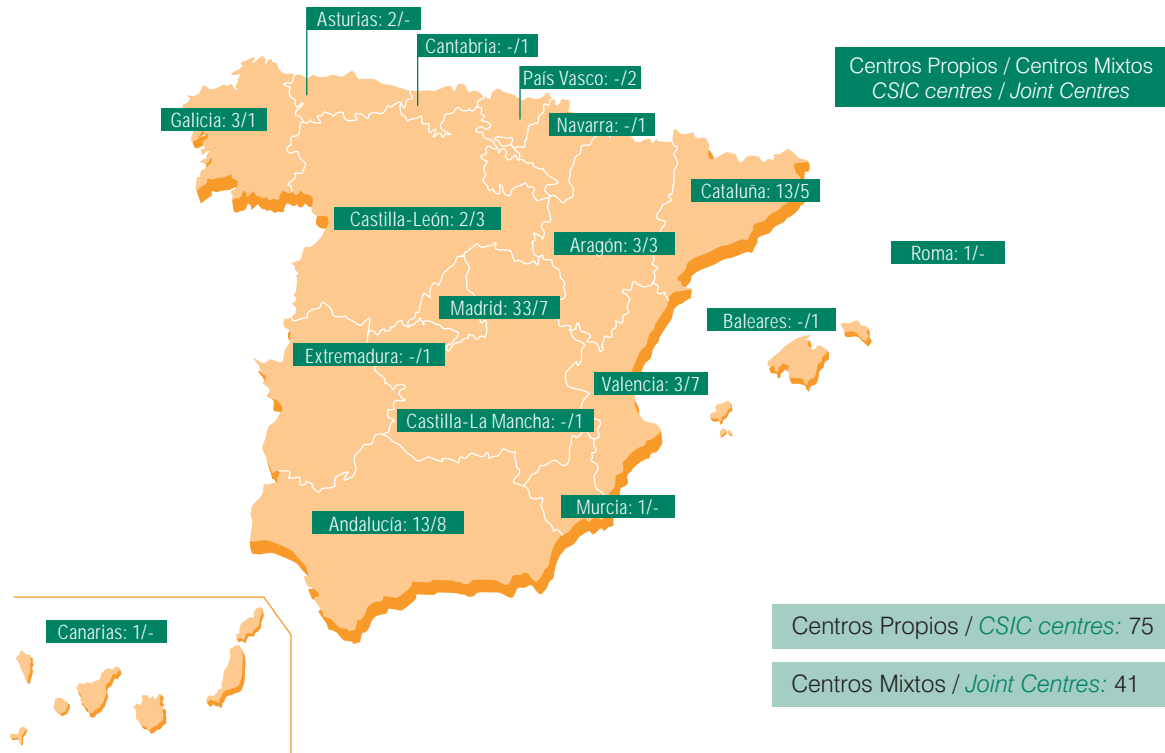 Asturias: 2/-
Cantabria: -/1
País Vasco: -/2
Centros Propios / Centros Mixtos
CSIC centres / Joint Centres
Galicia: 3/1
Navarra: -/1
Cataluña: 13/5
Castilla-León: 2/3
Aragón: 3/3
Roma: 1/-
Madrid: 33/7
Baleares: -/1
Extremadura: -/1
Valencia: 3/7
Castilla-La Mancha: -/1
Murcia: 1/-
Andalucía: 13/8
Canarias: 1/-
Centros Propios / CSIC centres: 75
Centros Mixtos / Joint Centres: 41